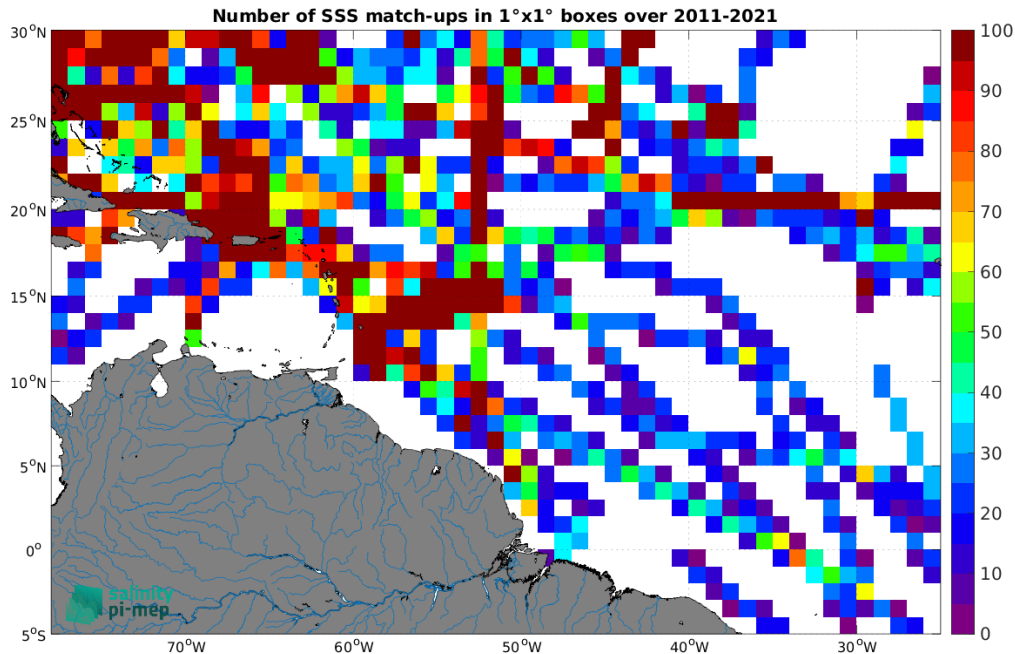 Number of SSS match-ups in 1°x1° boxes over 2011-2021
30°N
25°N
20°N
15°N
10°N
5°N
0°
5°S
70°W
60°W
50°W
40°W
30°W
100
90
80
70
60
50
40
30
20
10
0
salinity
pi-mep